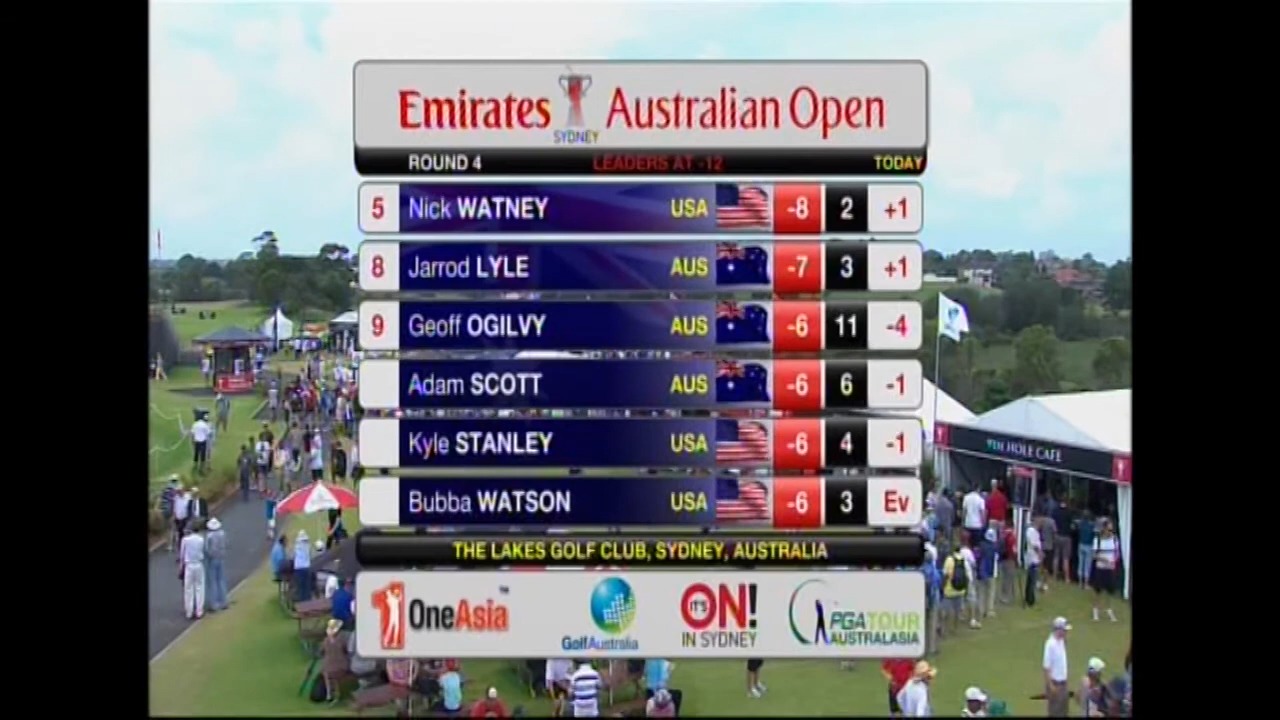 Emirates Australian Open
SYDNEY
ROUND 4 LEADERS AT -12 TODAY
5 Nick WATNEY USA -8 2 +1
8 Jarrod LYLE AUS -7 3 +1
9 Geoff OGILVY AUS -6 11 -4
Adam SCOTT AUS -6 6 -1
Kyle STANLEY USA -6 4 -1
Bubba WATSON USA -6 3 Ev
HOLE CAFE
THE LAKES GOLF CLUB, SYDNEY, AUSTRALIA
OneAsia™
GolfAustralia
IT'S ON!
IN SYDNEY
PGA TOUR
AUSTRALASIA